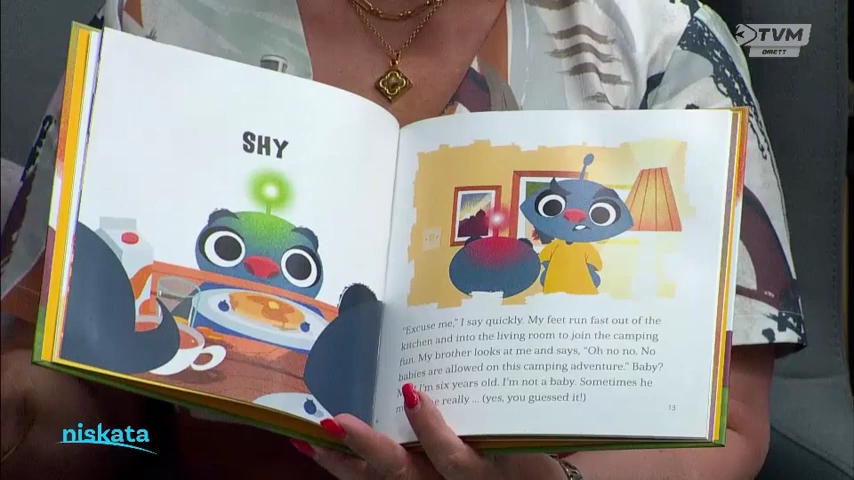 TVM
DIRETT
SHY
"Excuse me," I say quickly. My feet run fast out of the
kitchen and into the living room to join the camping
fun. My brother looks at me and says, "Oh no no. No
babies are allowed on this camping adventure." Baby?
I'm six years old. I'm not a baby. Sometimes he
really ... (yes, you guessed it!)
13
niskata